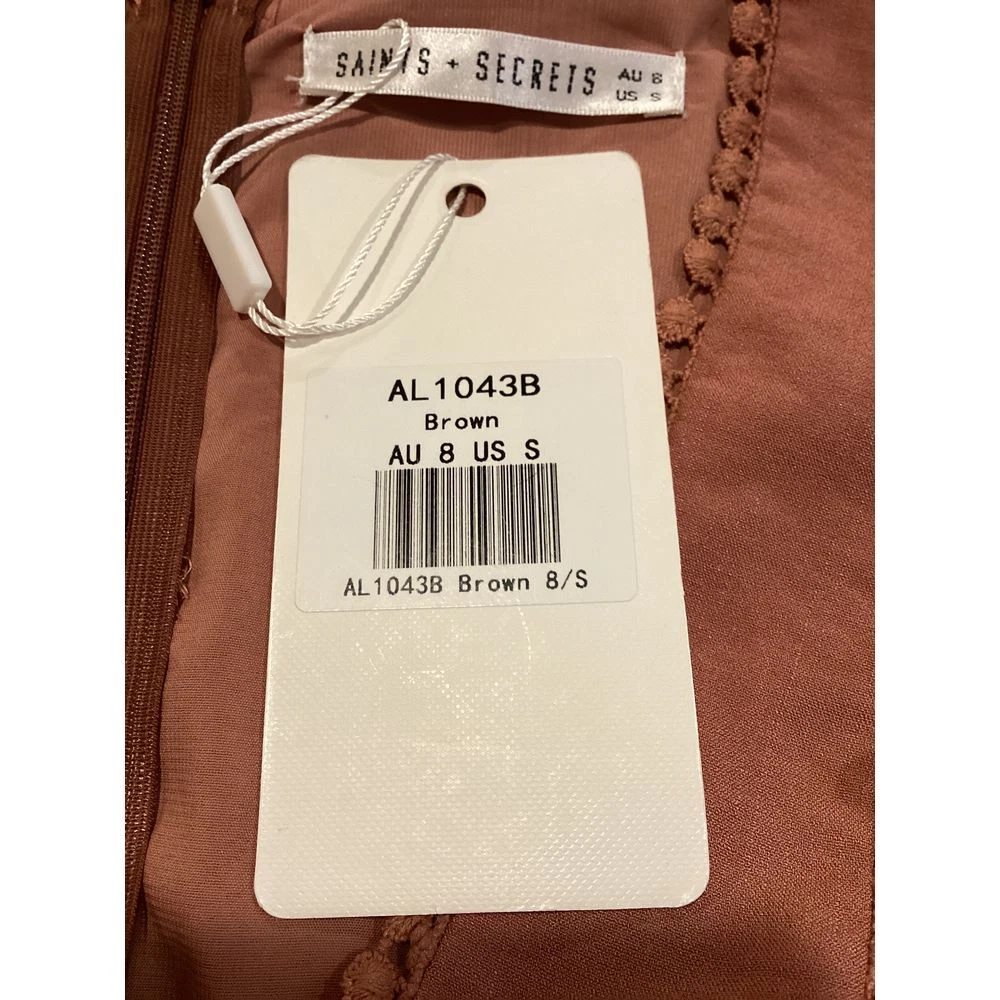 SAINTS + SECRETS AU 8
US S
AL1043B
Brown
AU 8 US S
AL1043B Brown 8/S